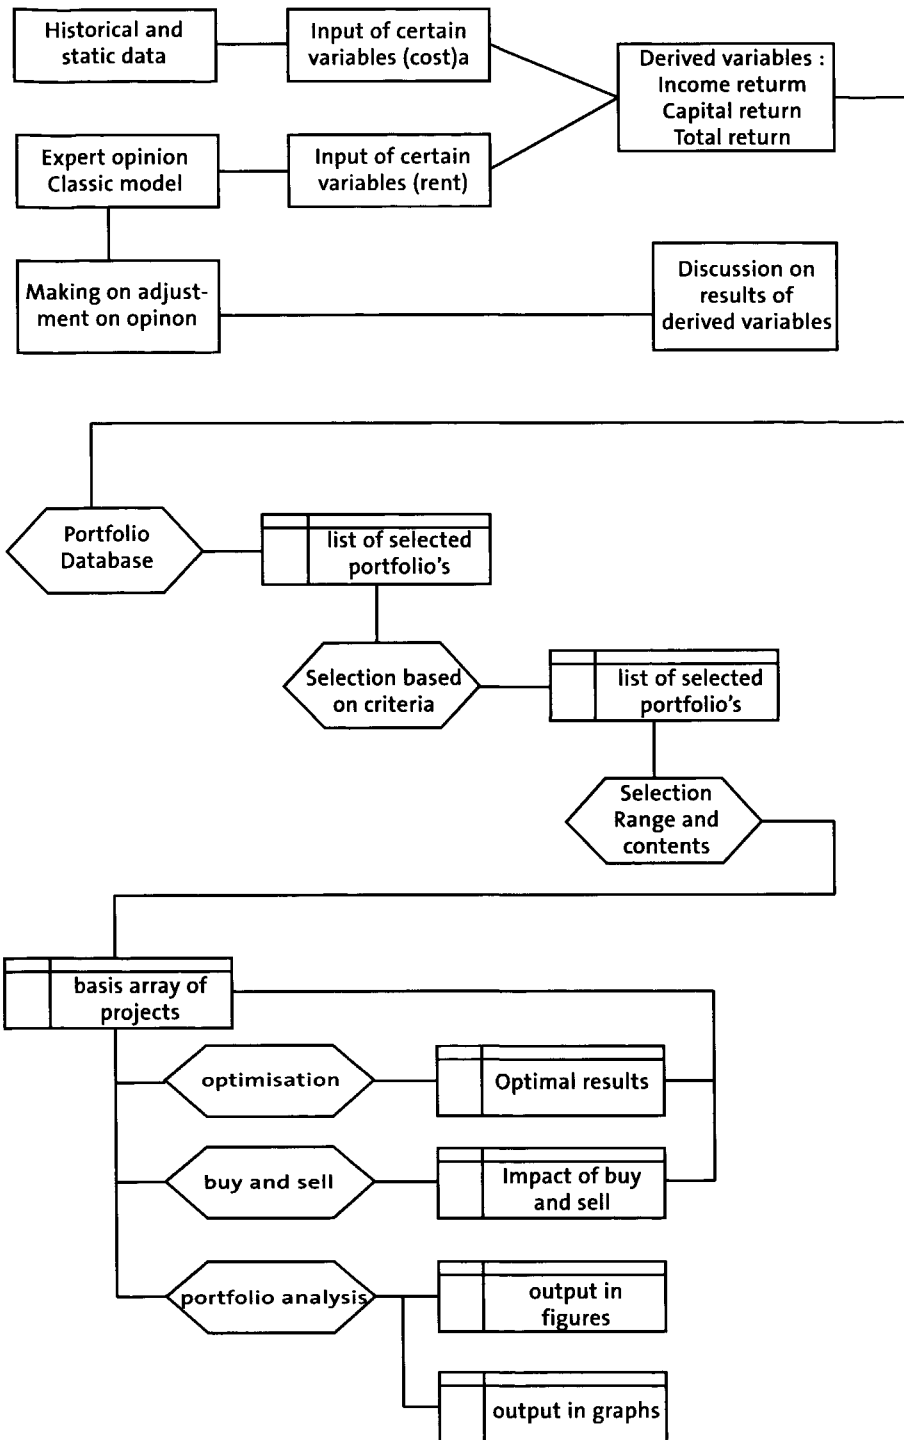 Historical and
static data
Input of certain
variables (cost)a
Derived variables :
Income returm
Capital return
Total return
Expert opinion
Classic model
Input of certain
variables (rent)
Making on adjust-
ment on opinon
Discussion on
results of
derived variables
Portfolio
Database
list of selected
portfolio's
Selection based
on criteria
list of selected
portfolio's
Selection
Range and
contents
basis array of
projects
optimisation
Optimal results
buy and sell
Impact of buy
and sell
portfolio analysis
output in
figures
output in graphs